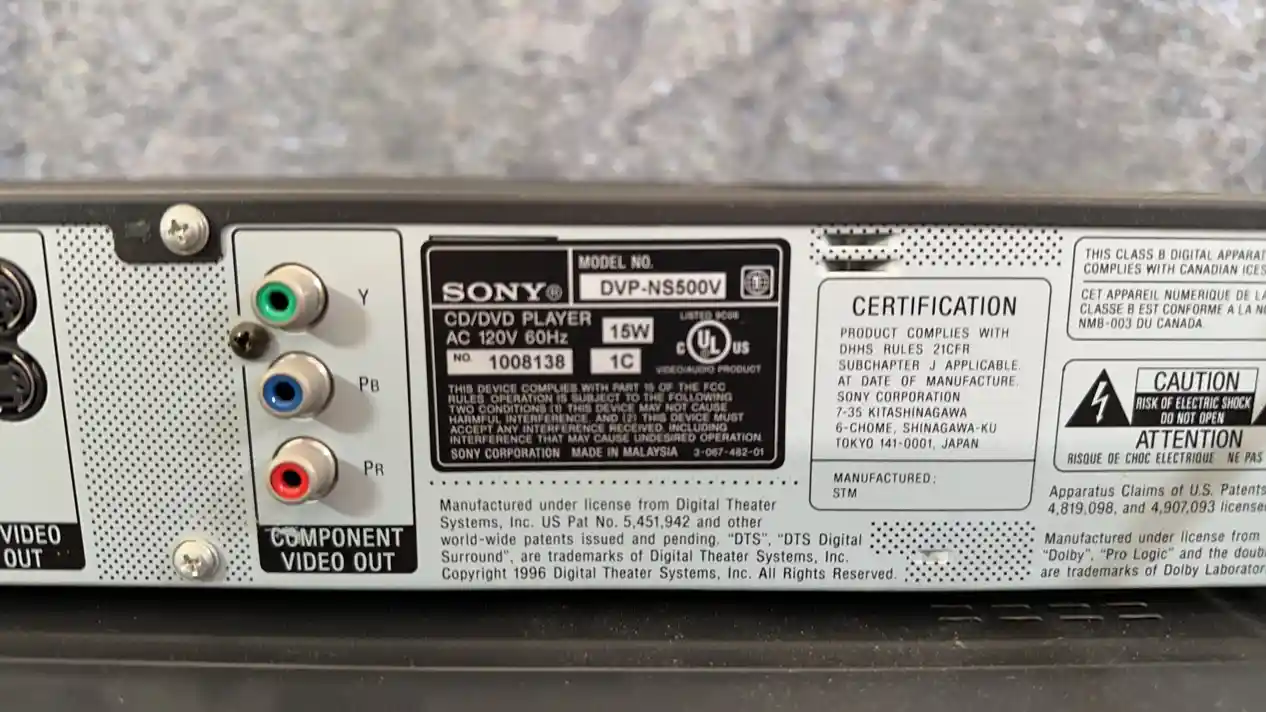 VIDEO
OUT
Y
PB
PR
COMPONENT
VIDEO OUT
SONY®
MODEL NO.
DVP-NS500V
CD/DVD PLAYER
AC 120V 60Hz
15W
NO. 1008138
1C
LISTED 9C09
C UL US
VIDEO/AUDIO PRODUCT
THIS DEVICE COMPLIES WITH PART 15 OF THE FCC
RULES. OPERATION IS SUBJECT TO THE FOLLOWING
TWO CONDITIONS (1) THIS DEVICE MAY NOT CAUSE
HARMFUL INTERFERENCE, AND (2) THIS DEVICE MUST
ACCEPT ANY INTERFERENCE RECEIVED, INCLUDING
INTERFERENCE THAT MAY CAUSE UNDESIRED OPERATION.
SONY CORPORATION MADE IN MALAYSIA 3-067-482-01
Manufactured under license from Digital Theater
Systems, Inc. US Pat No. 5,451,942 and other
world-wide patents issued and pending. "DTS", "DTS Digital
Surround", are trademarks of Digital Theater Systems, Inc.
Copyright 1996 Digital Theater Systems, Inc. All Rights Reserved.
CERTIFICATION
PRODUCT COMPLIES WITH
DHHS RULES 21CFR
SUBCHAPTER J APPLICABLE.
AT DATE OF MANUFACTURE.
SONY CORPORATION
7-35 KITASHINAGAWA
6-CHOME, SHINAGAWA-KU
TOKYO 141-0001, JAPAN
MANUFACTURED:
STM
THIS CLASS B DIGITAL APPARAT
COMPLIES WITH CANADIAN ICES
CET APPAREIL NUMERIQUE DE LA
CLASSE B EST CONFORME A LA NO
NMB-003 DU CANADA.
CAUTION
RISK OF ELECTRIC SHOCK
DO NOT OPEN
ATTENTION
RISQUE DE CHOC ELECTRIQUE NE PAS
Apparatus Claims of U.S. Patents
4,819,098, and 4,907,093 license
Manufactured under license from
"Dolby", "Pro Logic" and the doub
are trademarks of Dolby Laborator